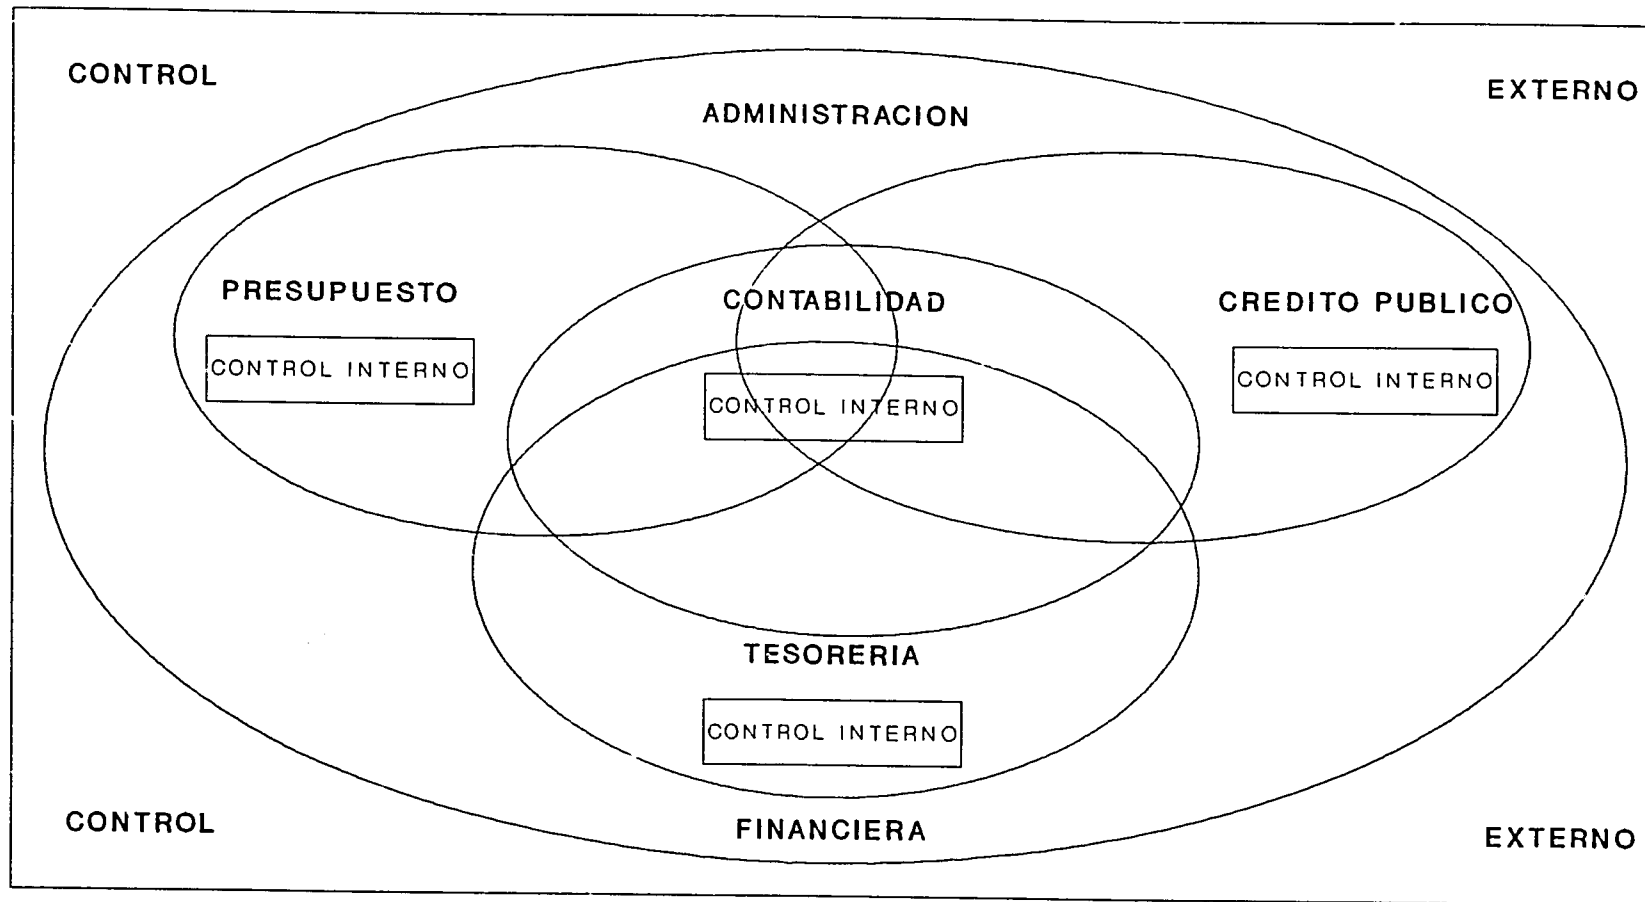 CONTROL EXTERNO
ADMINISTRACION
PRESUPUESTO CONTABILIDAD CREDITO PUBLICO
CONTROL INTERNO CONTROL INTERNO CONTROL INTERNO
TESORERIA
CONTROL INTERNO
CONTROL FINANCIERA EXTERNO